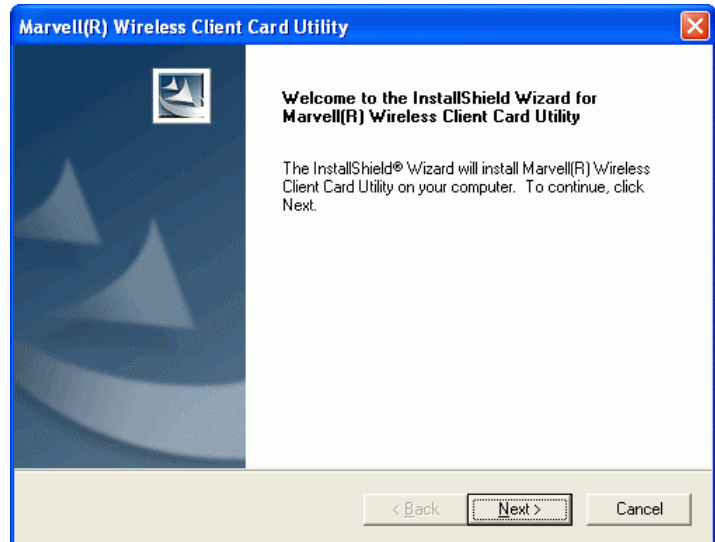 Marvell(R) Wireless Client Card Utility
Welcome to the InstallShield Wizard for
Marvell(R) Wireless Client Card Utility
The InstallShield® Wizard will install Marvell(R) Wireless
Client Card Utility on your computer. To continue, click
Next.
< Back Next > Cancel